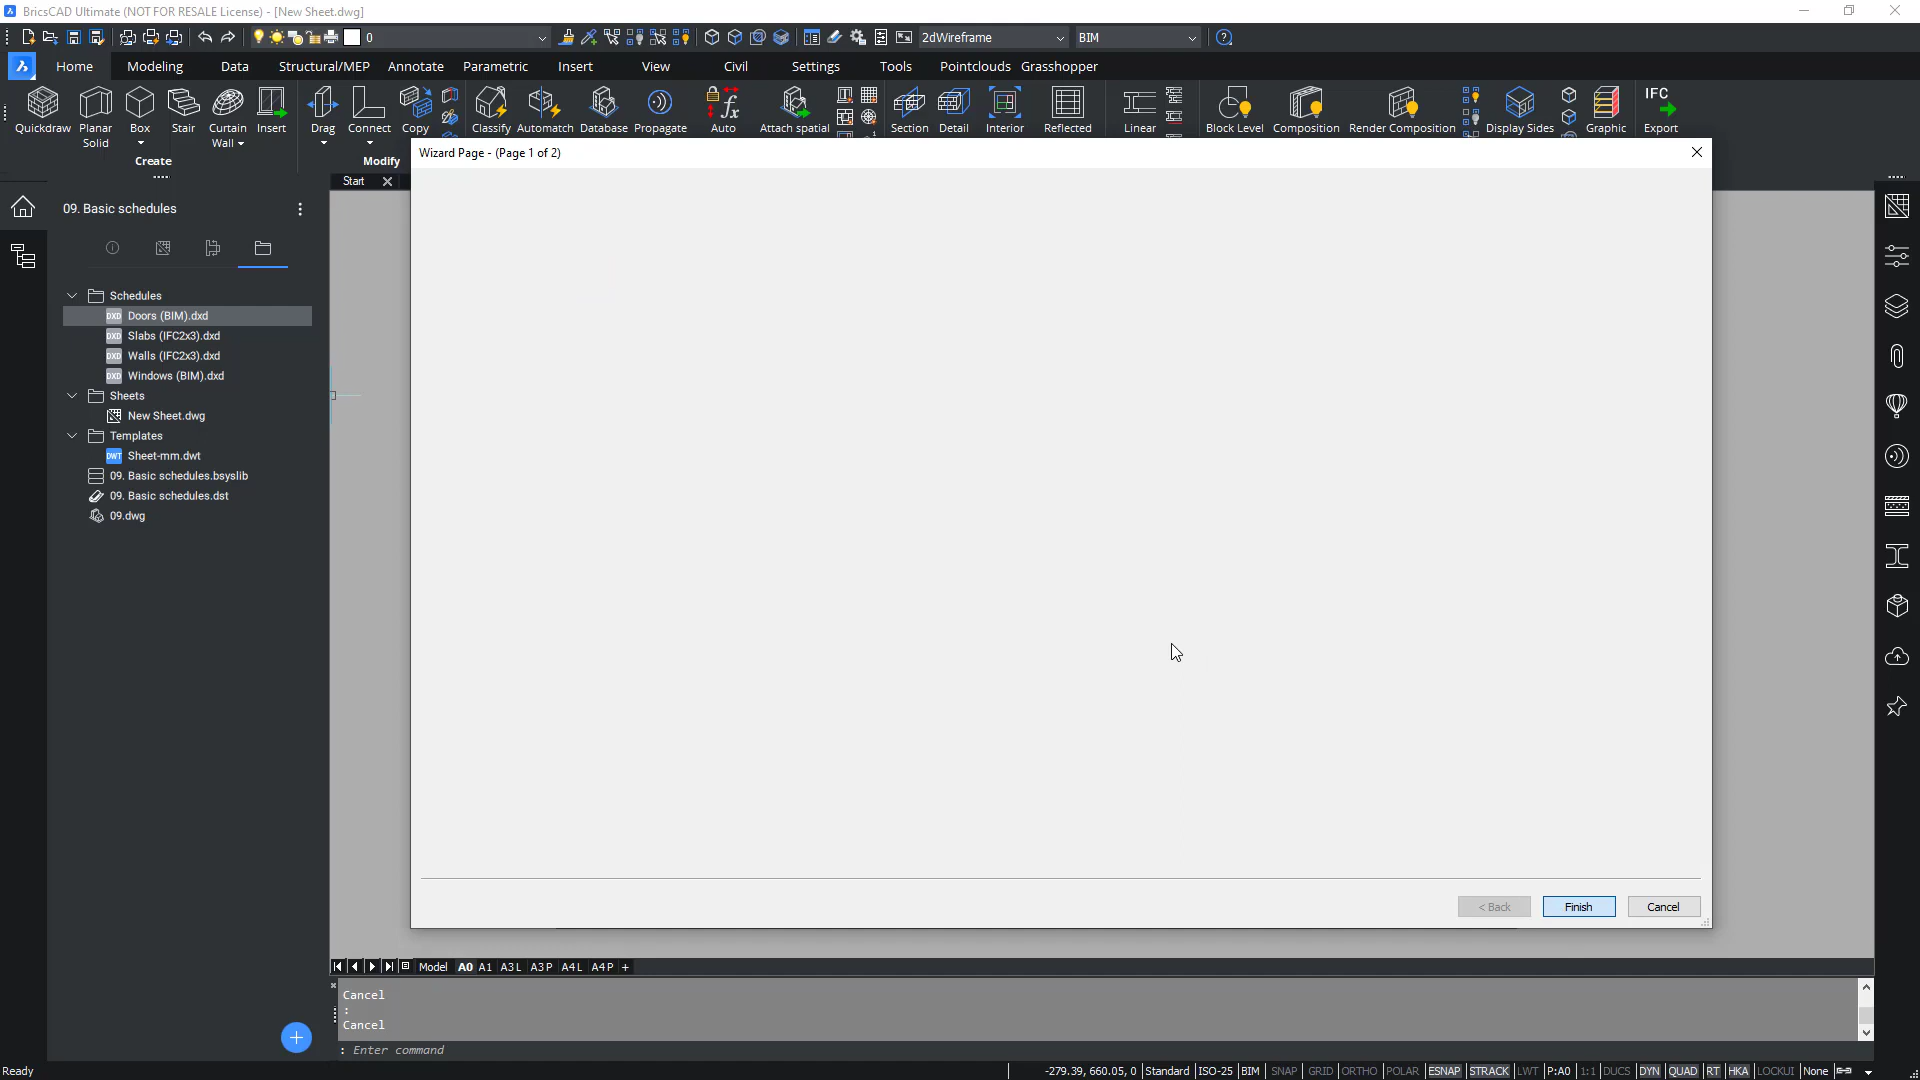 BricsCAD Ultimate (NOT FOR RESALE License) - [New Sheet.dwg]
0
2dWireframe
BIM
Home
Modeling
Data
Structural/MEP
Annotate
Parametric
Insert
View
Civil
Settings
Tools
Pointclouds
Grasshopper
Quickdraw
Planar
Solid
Box
Stair
Curtain
Wall
Insert
Drag
Connect
Copy
Classify
Automatch
Database
Propagate
Auto
Attach spatial
Section
Detail
Interior
Reflected
Linear
Block Level
Composition
Render Composition
Display Sides
Graphic
IFC
Export
Create
Modify
Wizard Page - (Page 1 of 2)
Start
09. Basic schedules
Schedules
DXD Doors (BIM).dxd
DXD Slabs (IFC2x3).dxd
DXD Walls (IFC2x3).dxd
DXD Windows (BIM).dxd
Sheets
New Sheet.dwg
Templates
DWT Sheet-mm.dwt
09. Basic schedules.bsyslib
09. Basic schedules.dst
09.dwg
< Back
Finish
Cancel
Model
A0
A1
A3L
A3P
A4L
A4P
+
Cancel
:
Cancel
: Enter command
Ready
-279.39, 660.05, 0
Standard
ISO-25
BIM
SNAP
GRID
ORTHO
POLAR
ESNAP
STRACK
LWT
P:A0
1:1
DUCS
DYN
QUAD
RT
HKA
LOCKUI
None